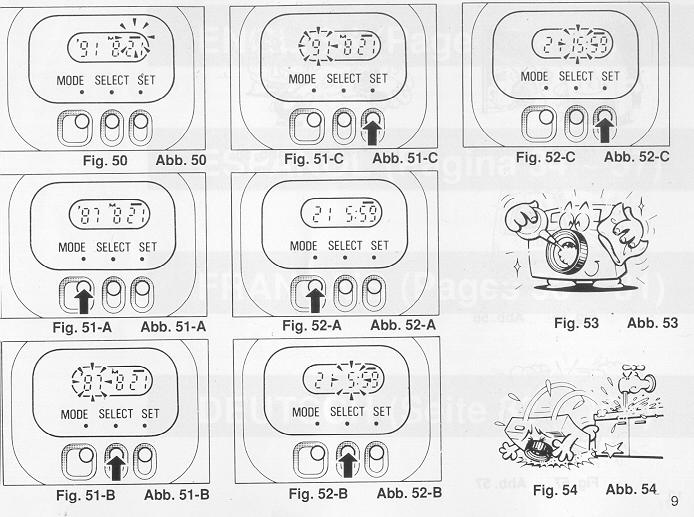 '91 M 8 21
MODE SELECT SET
Fig. 50 Abb. 50
'91 M 8 21
MODE SELECT SET
Fig. 51-C Abb. 51-C
21 15:59
MODE SELECT SET
Fig. 52-C Abb. 52-C
'87 M 8 21
MODE SELECT SET
Fig. 51-A Abb. 51-A
21 5:59
MODE SELECT SET
Fig. 52-A Abb. 52-A
Fig. 53 Abb. 53
'87 M 8 21
MODE SELECT SET
Fig. 51-B Abb. 51-B
21 5:59
MODE SELECT SET
Fig. 52-B Abb. 52-B
Fig. 54 Abb. 54
9